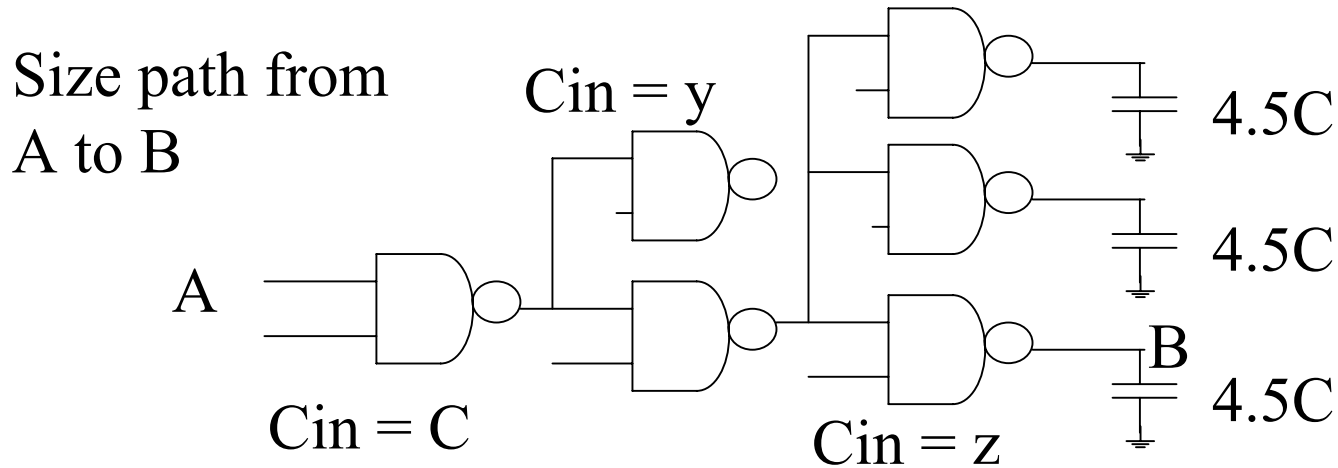 Size path from
A to B
Cin = y
4.5C
4.5C
A
B
4.5C
Cin = C
Cin = z